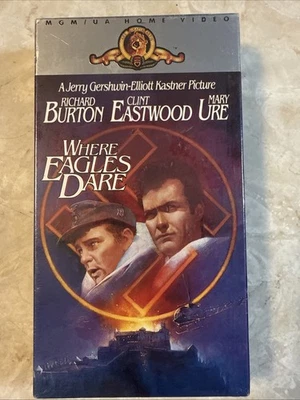 MGM/UA HOME VIDEO
A Jerry Gershwin-Elliott Kastner Picture
RICHARD CLINT MARY
BURTON EASTWOOD URE
WHERE
EAGLES
DARE